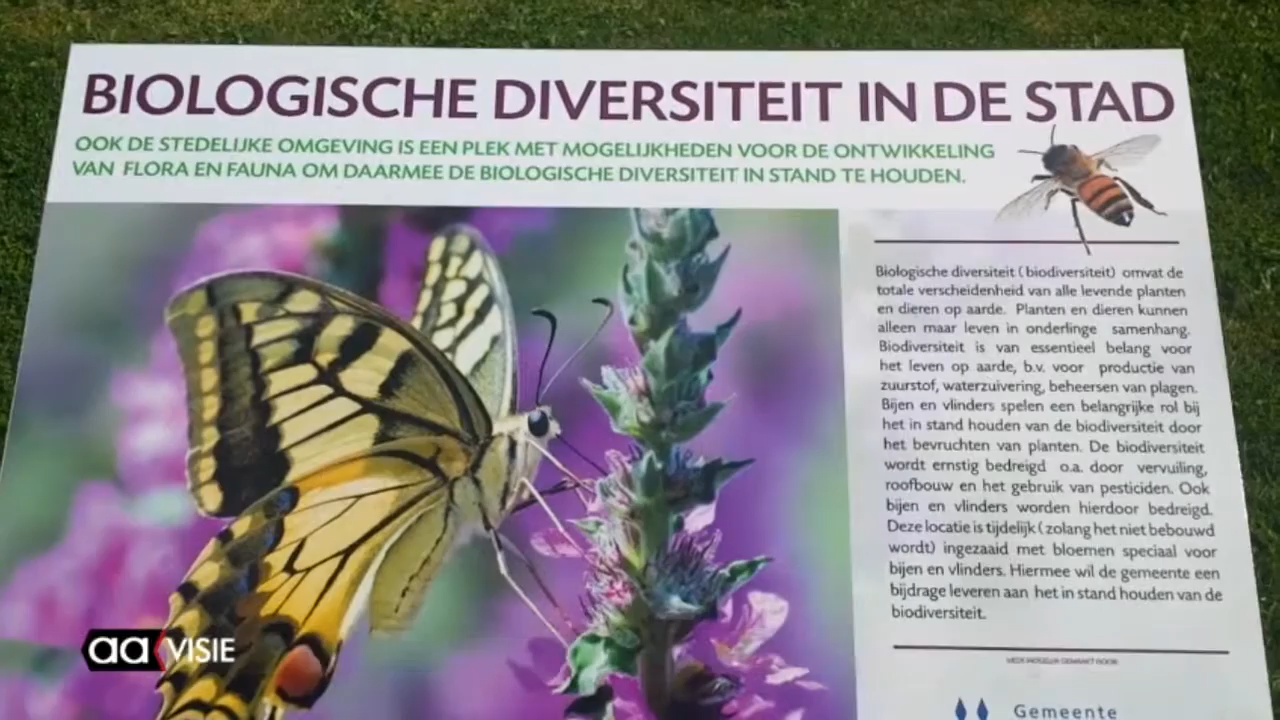 BIOLOGISCHE DIVERSITEIT IN DE STAD
OOK DE STEDELIJKE OMGEVING IS EEN PLEK MET MOGELIJKHEDEN VOOR DE ONTWIKKELING
VAN FLORA EN FAUNA OM DAARMEE DE BIOLOGISCHE DIVERSITEIT IN STAND TE HOUDEN.
Biologische diversiteit ( biodiversiteit) omvat de
totale verscheidenheid van alle levende planten
en dieren op aarde. Planten en dieren kunnen
alleen maar leven in onderlinge samenhang.
Biodiversiteit is van essentieel belang voor
het leven op aarde, b.v. voor productie van
zuurstof, waterzuivering, beheersen van plagen.
Bijen en vlinders spelen een belangrijke rol bij
het in stand houden van de biodiversiteit door
het bevruchten van planten. De biodiversiteit
wordt ernstig bedreigd o.a. door vervuiling,
roofbouw en het gebruik van pesticiden. Ook
bijen en vlinders worden hierdoor bedreigd.
Deze locatie is tijdelijk ( zolang het niet bebouwd
wordt) ingezaaid met bloemen speciaal voor
bijen en vlinders. Hiermee wil de gemeente een
bijdrage leveren aan het in stand houden van de
biodiversiteit.
Gemeente
aa VISIE